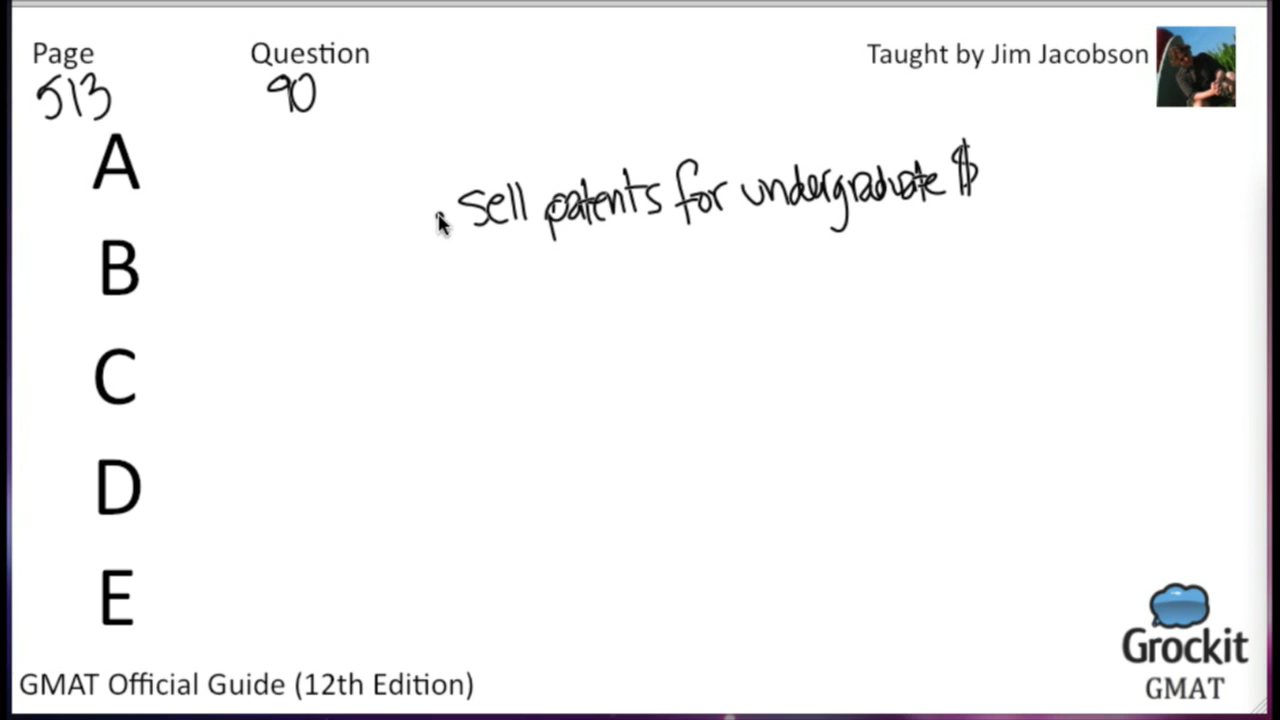 Page Question Taught by Jim Jacobson
513 90
A
• Sell patents for undergraduate $
B
C
D
E
Grockit
GMAT
GMAT Official Guide (12th Edition)